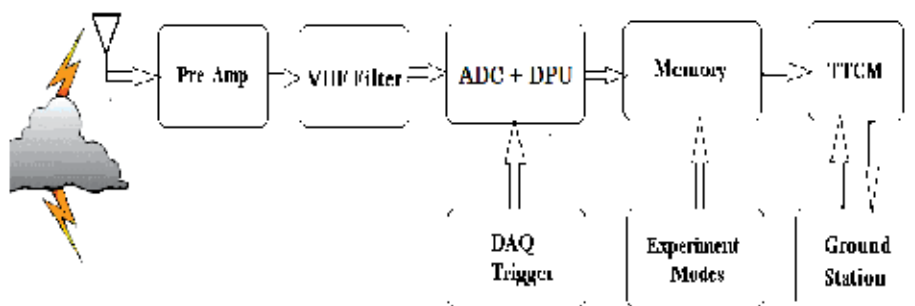 Pre Amp
VHF Filter
ADC + DPU
Memory
TTCM
DAQ
Trigger
Experiment
Modes
Ground
Station